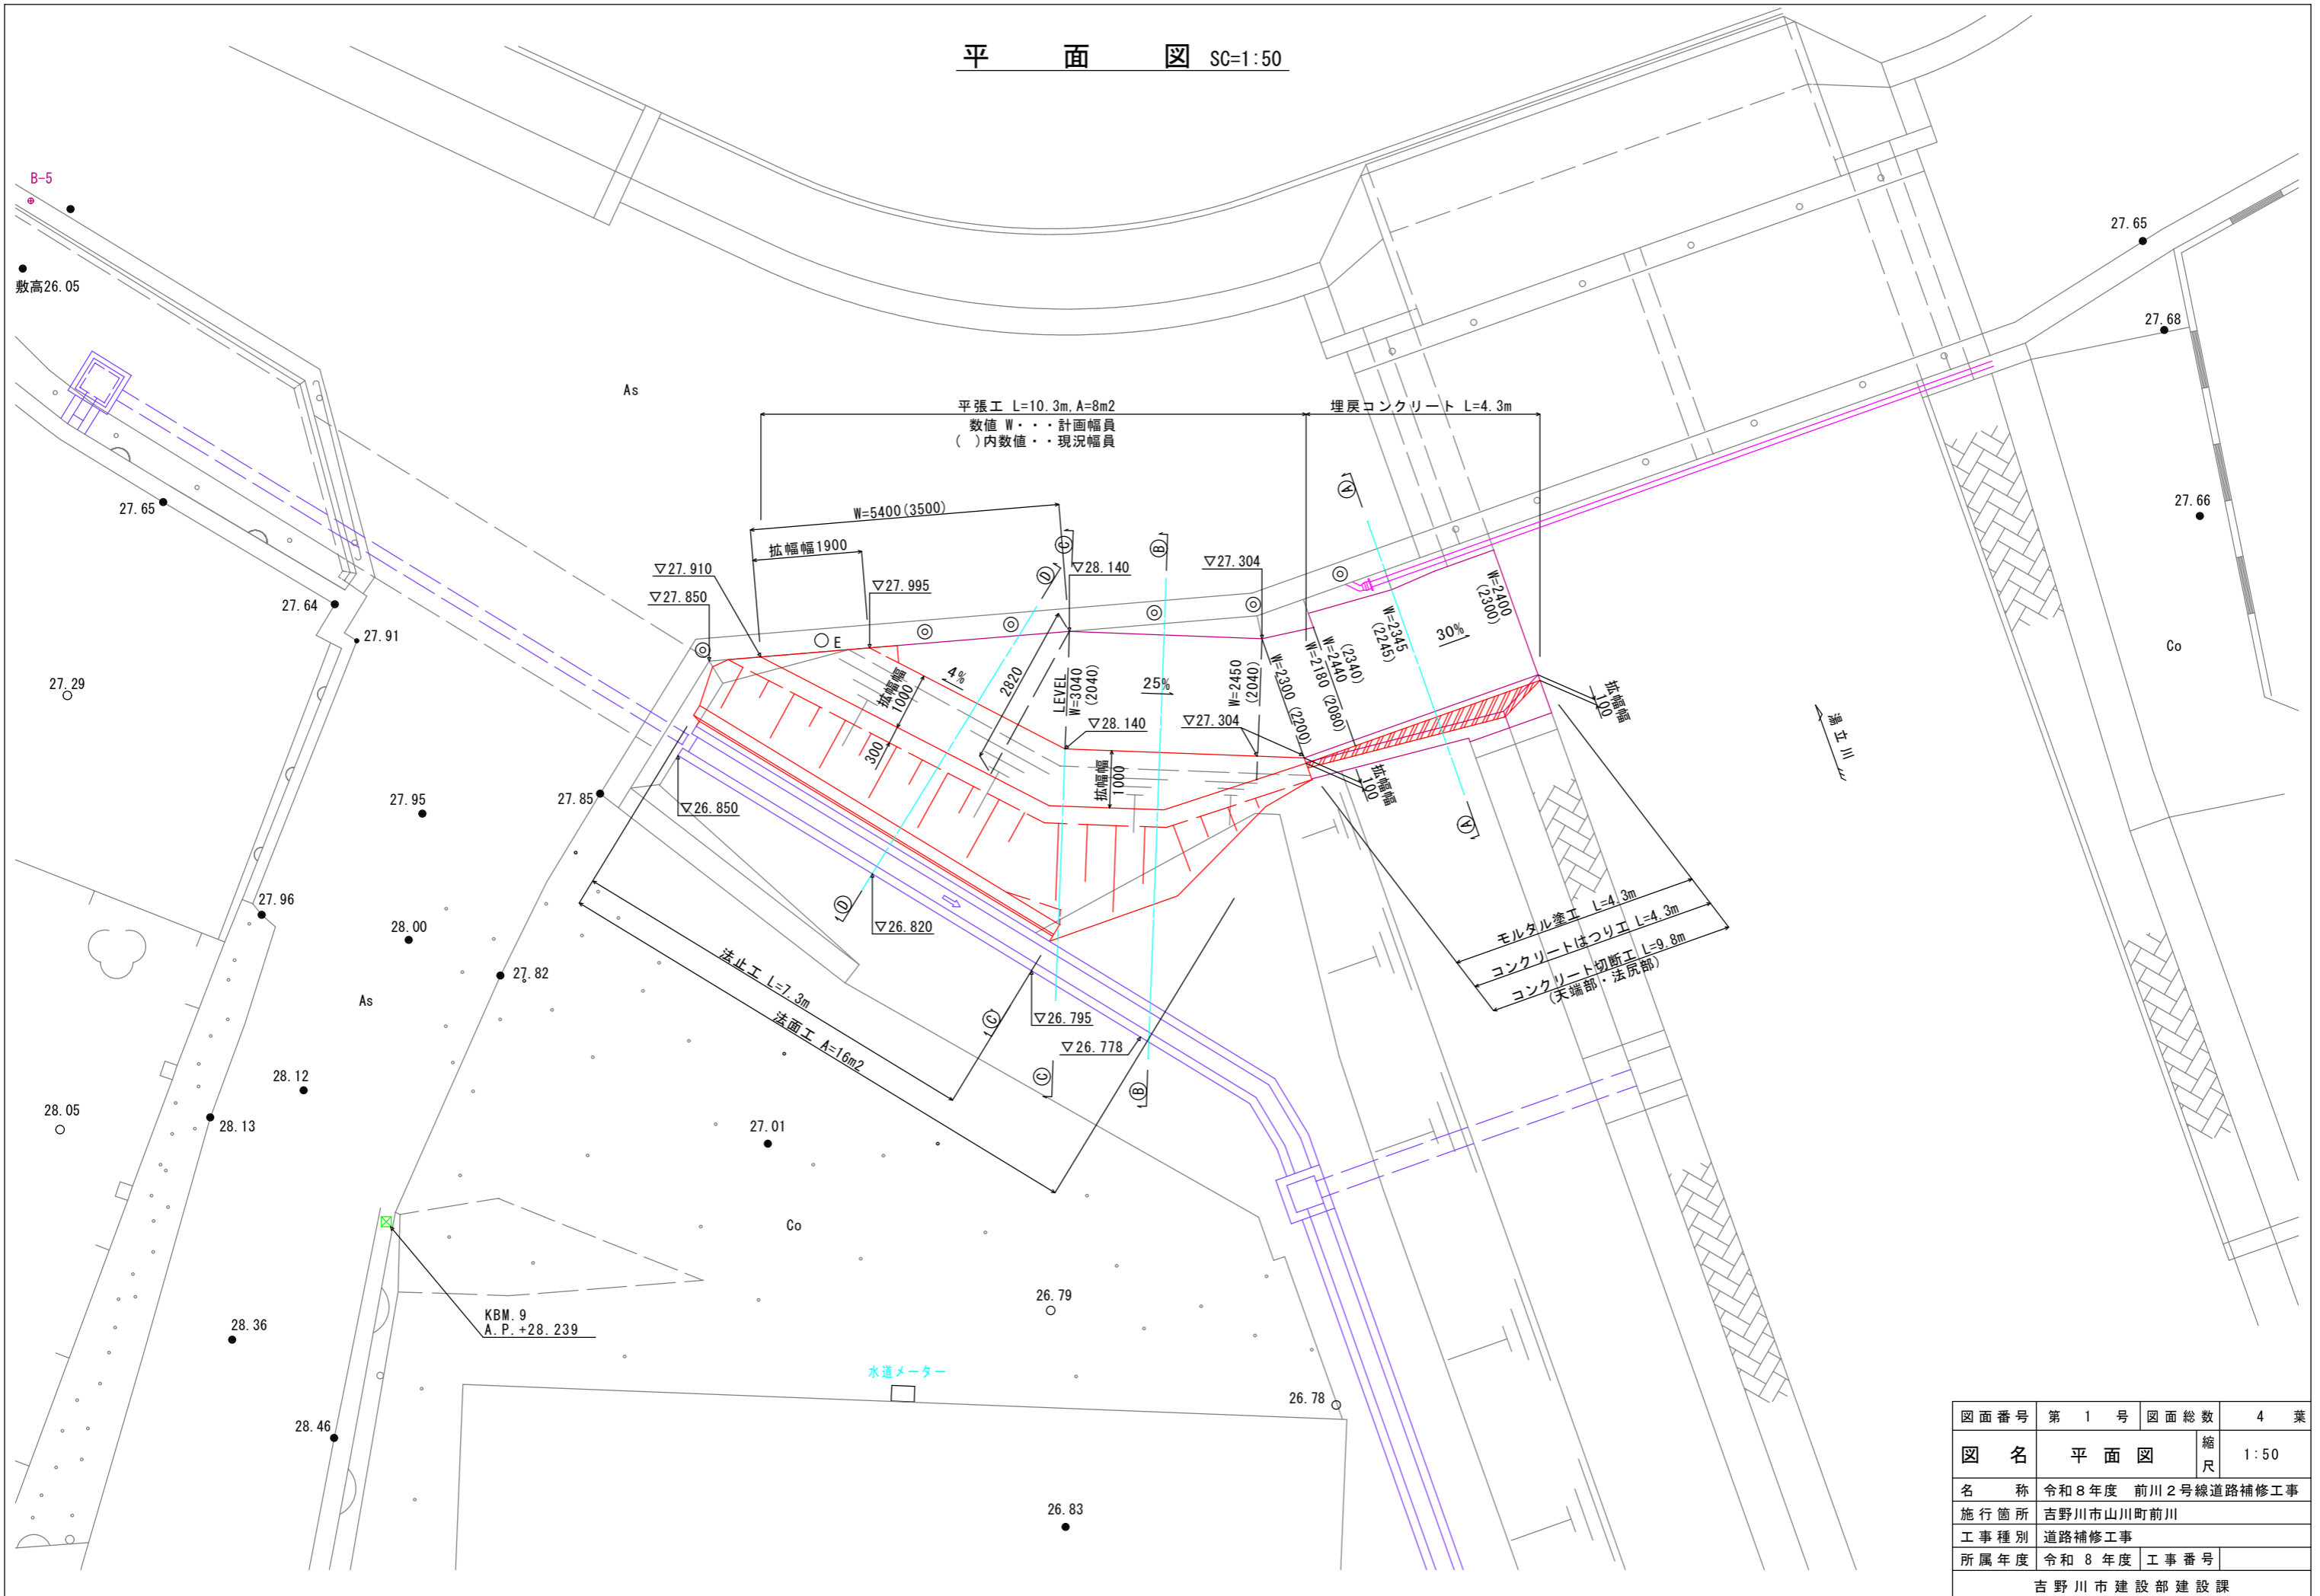 平面図 SC=1:50
B-5
敷高26.05
27.65
27.68
As
平張工 L=10.3m,A=8m2
埋戻コンクリート L=4.3m
数値 W・・・計画幅員
( )内数値・・現況幅員
27.65
27.66
W=5400(3500)
拡幅幅1900
Ⓐ
Ⓑ
Ⓒ
Ⓓ
▽27.910
▽27.995
▽28.140
▽27.304
▽27.850
27.64
27.91
E
W=2400
(2300)
W=2345
(2245)
30%
(2340)
W=2440
W=2180(2080)
W=2300(2200)
W=2450
(2040)
25%
LEVEL
W=3040
(2040)
2820
4%
拡幅幅
1000
300
27.29
Co
▽28.140
▽27.304
拡幅幅
100
湯立川
拡幅幅
1000
拡幅幅
100
27.85
27.95
▽26.850
Ⓐ
モルタル塗工 L=4.3m
コンクリートはつり工 L=4.3m
コンクリート切断工 L=9.8m
(天端部・法尻部)
27.96
28.00
Ⓓ
▽26.820
27.82
As
法止工 L=7.3m
法面工 A=16m2
Ⓒ
▽26.795
▽26.778
Ⓒ
Ⓑ
28.12
28.05
28.13
27.01
Co
KBM.9
A.P.+28.239
26.79
28.36
水道メーター
26.78
28.46
26.83
図面番号 第 1 号 図面総数 4 葉
図名 平面図 縮尺 1:50
名称 令和8年度 前川2号線道路補修工事
施行箇所 吉野川市山川町前川
工事種別 道路補修工事
所属年度 令和 8 年度 工事番号
吉野川市建設部建設課